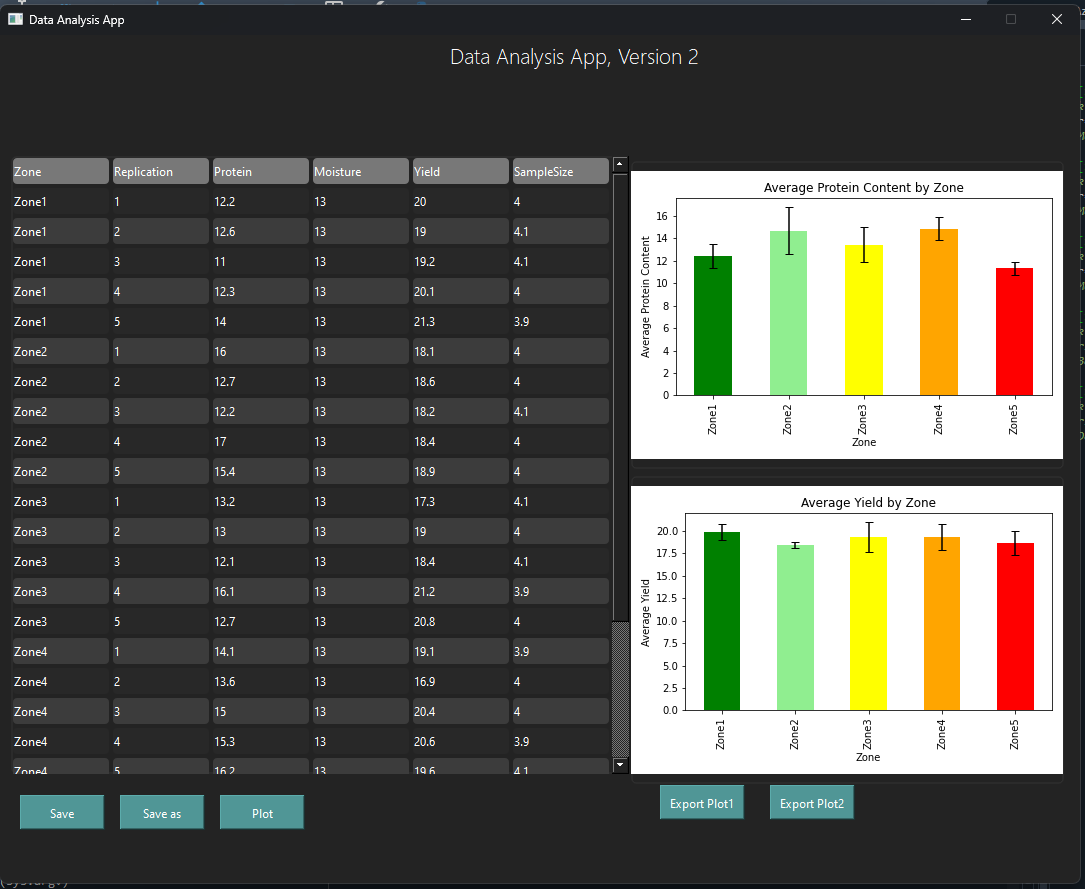 Data Analysis App
Data Analysis App, Version 2
Zone Replication Protein Moisture Yield SampleSize
Zone1 1 12.2 13 20 4
Zone1 2 12.6 13 19 4.1
Zone1 3 11 13 19.2 4.1
Zone1 4 12.3 13 20.1 4
Zone1 5 14 13 21.3 3.9
Zone2 1 16 13 18.1 4
Zone2 2 12.7 13 18.6 4
Zone2 3 12.2 13 18.2 4.1
Zone2 4 17 13 18.4 4
Zone2 5 15.4 13 18.9 4
Zone3 1 13.2 13 17.3 4.1
Zone3 2 13 13 19 4
Zone3 3 12.1 13 18.4 4.1
Zone3 4 16.1 13 21.2 3.9
Zone3 5 12.7 13 20.8 4
Zone4 1 14.1 13 19.1 3.9
Zone4 2 13.6 13 16.9 4
Zone4 3 15 13 20.4 4
Zone4 4 15.3 13 20.6 3.9
Zone4 5 16.2 13 19.6 4.1
Average Protein Content by Zone
Average Protein Content
16
14
12
10
8
6
4
2
0
Zone1 Zone2 Zone3 Zone4 Zone5
Zone
Average Yield by Zone
Average Yield
20.0
17.5
15.0
12.5
10.0
7.5
5.0
2.5
0.0
Zone1 Zone2 Zone3 Zone4 Zone5
Zone
Save Save as Plot
Export Plot1 Export Plot2